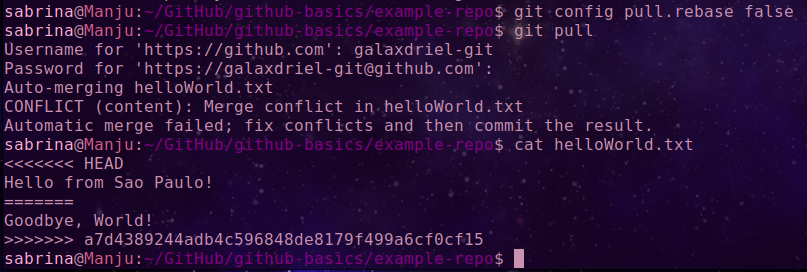 sabrina@Manju:~/GitHub/github-basics/example-repo$ git config pull.rebase false
sabrina@Manju:~/GitHub/github-basics/example-repo$ git pull
Username for 'https://github.com': galaxdriel-git
Password for 'https://galaxdriel-git@github.com':
Auto-merging helloWorld.txt
CONFLICT (content): Merge conflict in helloWorld.txt
Automatic merge failed; fix conflicts and then commit the result.
sabrina@Manju:~/GitHub/github-basics/example-repo$ cat helloWorld.txt
<<<<<<< HEAD
Hello from Sao Paulo!
=======
Goodbye, World!
>>>>>>> a7d4389244adb4c596848de8179f499a6cf0cf15
sabrina@Manju:~/GitHub/github-basics/example-repo$